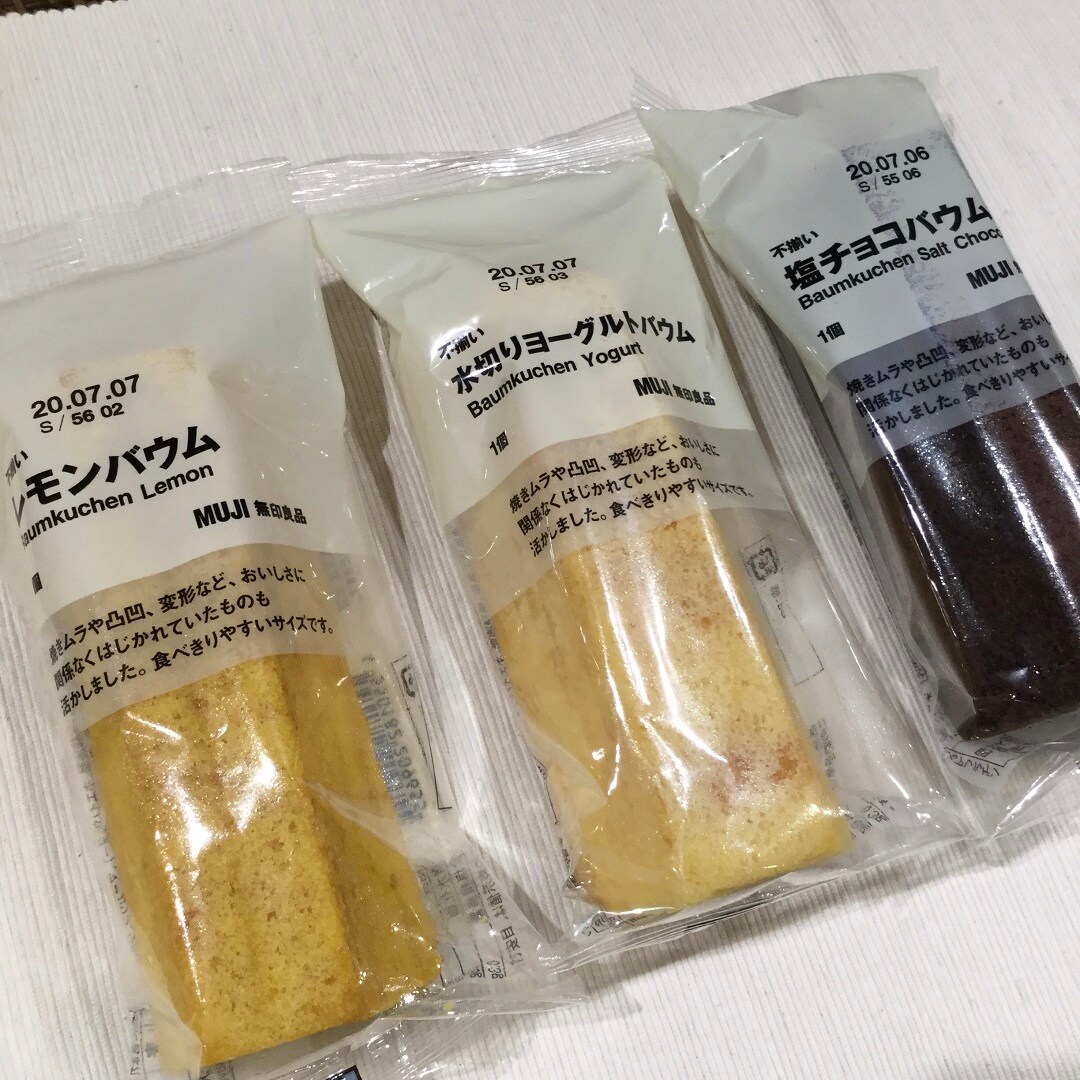 20.07.07
S / 56 02
不揃い
レモンバウム
Baumkuchen Lemon
MUJI 無印良品
個
焼きムラや凸凹、変形など、おいしさに
関係なくはじかれていたものも
活かしました。食べきりやすいサイズです。
20.07.07
S / 56 03
不揃い
水切りヨーグルトバウム
Baumkuchen Yogurt
MUJI 無印良品
1個
焼きムラや凸凹、変形など、おいしさに
関係なくはじかれていたものも
活かしました。食べきりやすいサイズです。
20.07.06
S / 55 06
不揃い
塩チョコバウム
Baumkuchen Salt Choco
MUJI
1個
焼きムラや凸凹、変形など、おいし
関係なくはじかれていたものも
活かしました。食べきりやすいサイ